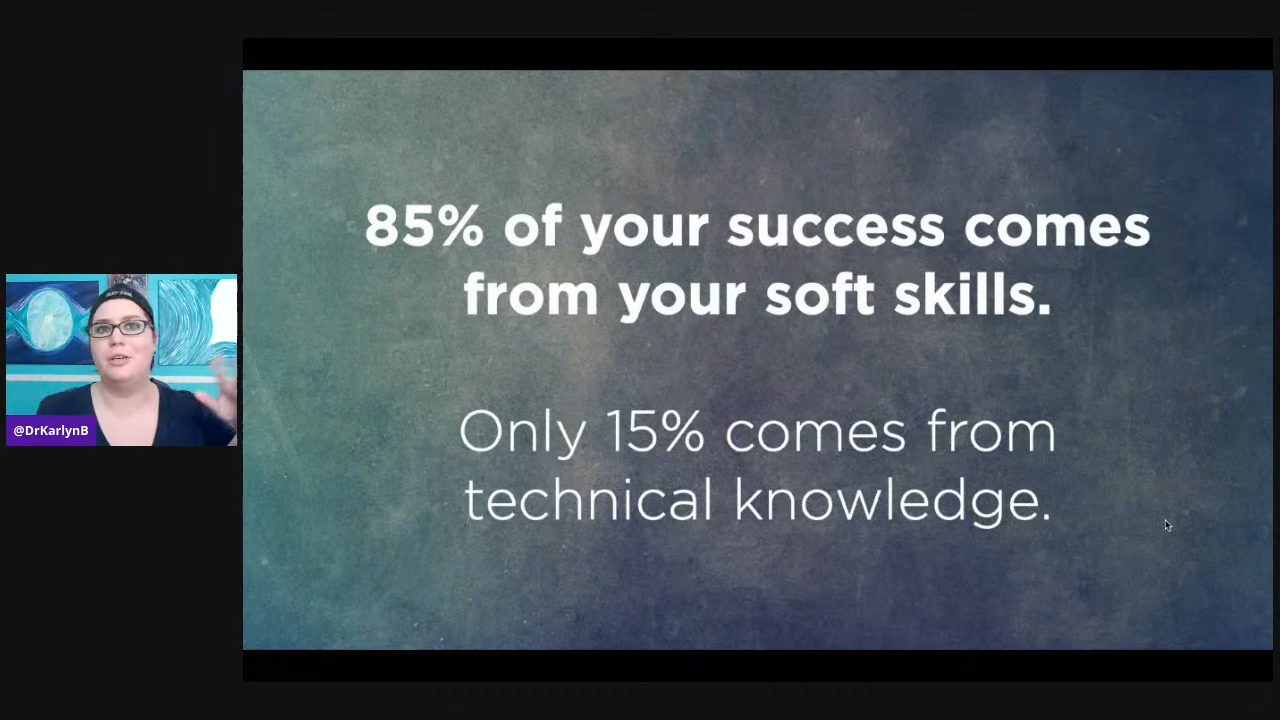 85% of your success comes
from your soft skills.
Only 15% comes from
technical knowledge.
@DrKarlynB